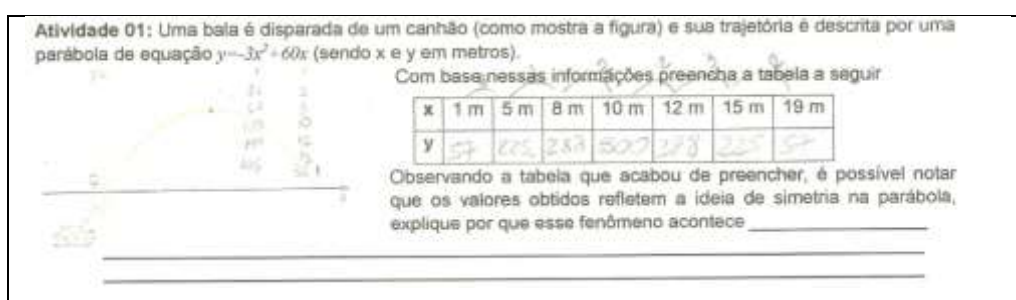 Atividade 01: Uma bala é disparada de um canhão (como mostra a figura) e sua trajetória é descrita por uma
parábola de equação y=-3x²+60x (sendo x e y em metros).
Com base nessas informações preencha a tabela a seguir
x 1 m 5 m 8 m 10 m 12 m 15 m 19 m
y 57 225 288 300 288 225 57
Observando a tabela que acabou de preencher, é possível notar
que os valores obtidos refletem a ideia de simetria na parábola,
explique por que esse fenômeno acontece